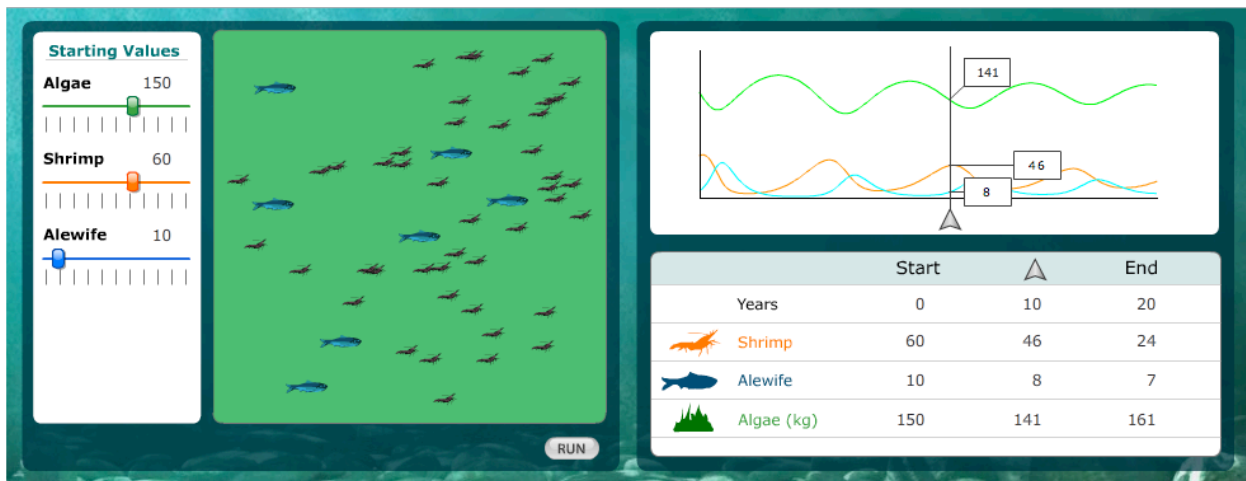 Starting Values
Algae 150
Shrimp 60
Alewife 10
RUN
141
46
8
Start End
Years 0 10 20
Shrimp 60 46 24
Alewife 10 8 7
Algae (kg) 150 141 161